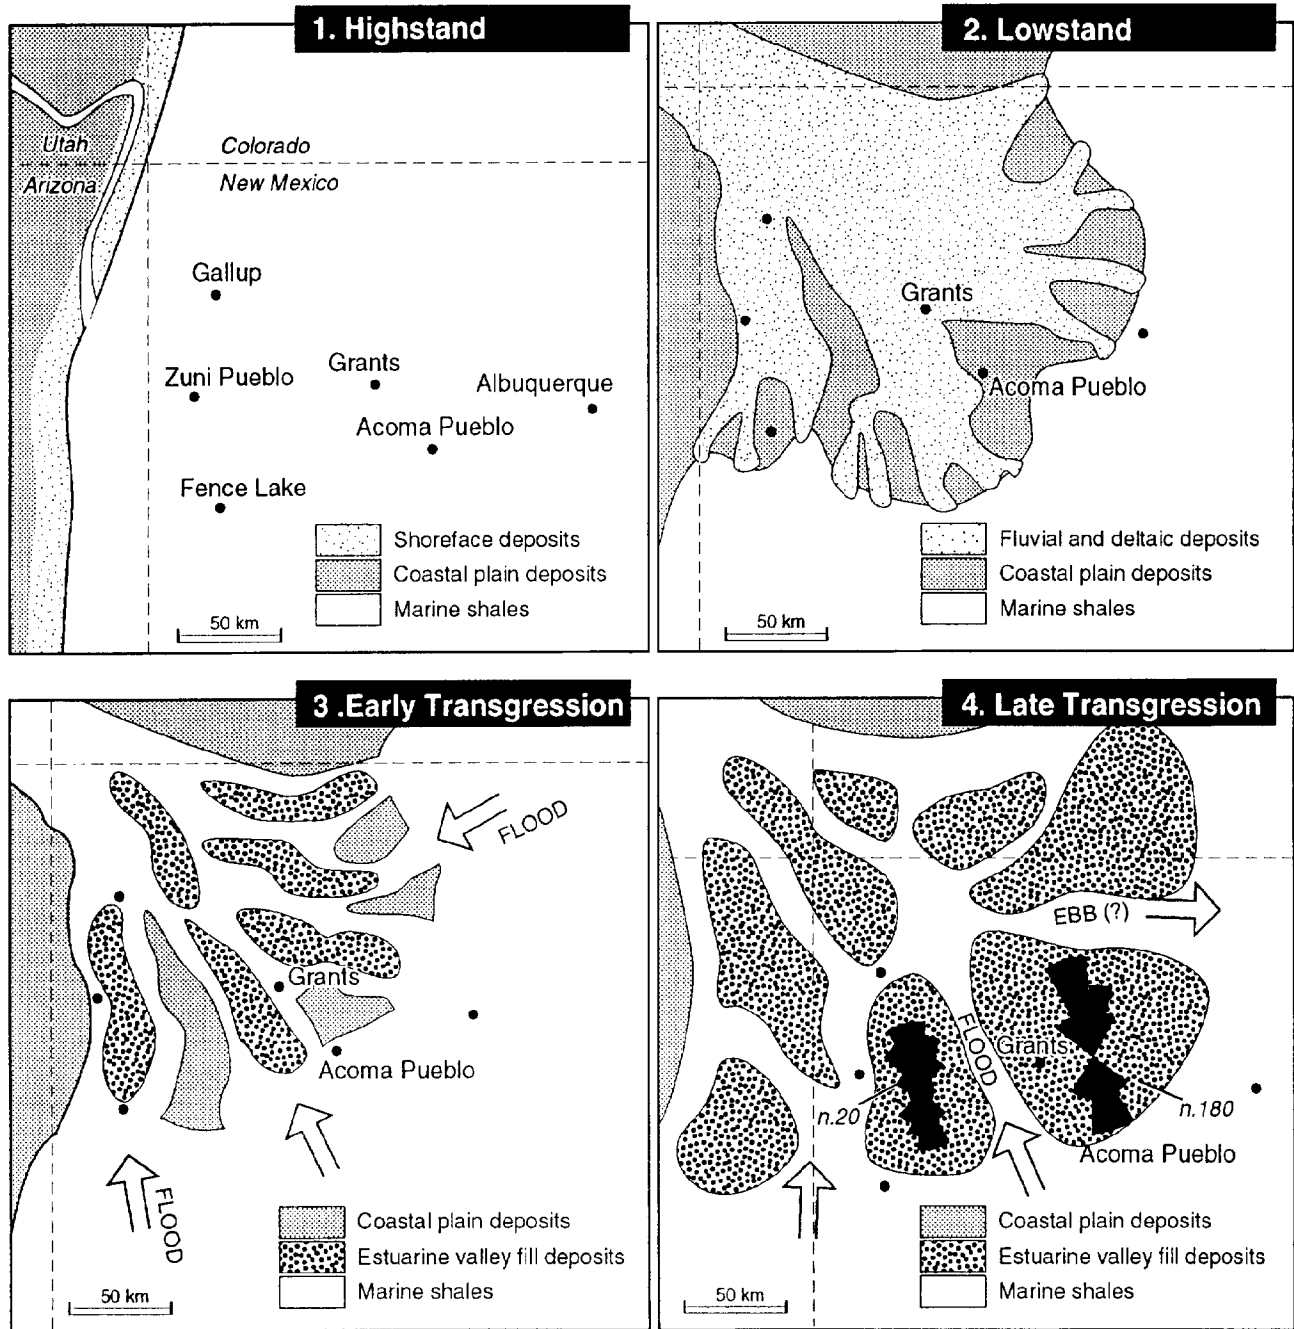 1. Highstand
Utah
Colorado
Arizona
New Mexico
Gallup
Zuni Pueblo
Grants
Albuquerque
Acoma Pueblo
Fence Lake
Shoreface deposits
Coastal plain deposits
Marine shales
50 km
2. Lowstand
Grants
Acoma Pueblo
Fluvial and deltaic deposits
Coastal plain deposits
Marine shales
50 km
3 .Early Transgression
FLOOD
Grants
Acoma Pueblo
FLOOD
Coastal plain deposits
Estuarine valley fill deposits
Marine shales
50 km
4. Late Transgression
EBB (?)
FLOOD
Grants
n.20
n.180
Acoma Pueblo
Coastal plain deposits
Estuarine valley fill deposits
Marine shales
50 km